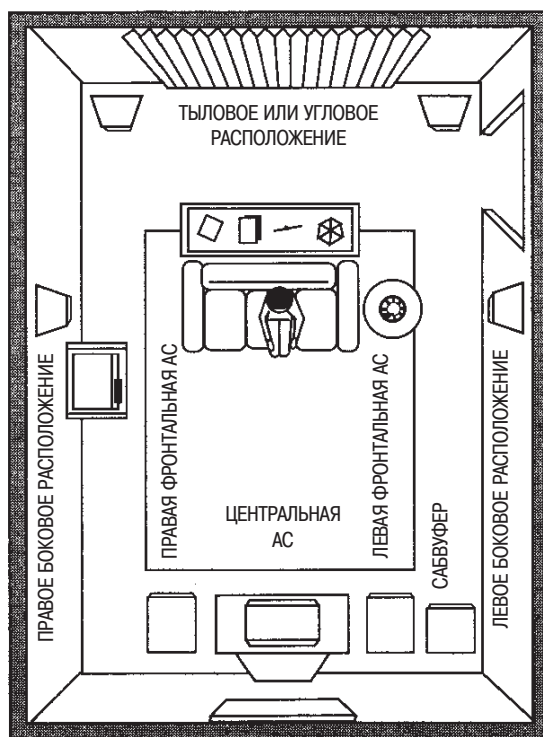 ТЫЛОВОЕ ИЛИ УГЛОВОЕ
РАСПОЛОЖЕНИЕ
ПРАВОЕ БОКОВОЕ РАСПОЛОЖЕНИЕ
ПРАВАЯ ФРОНТАЛЬНАЯ АС
ЦЕНТРАЛЬНАЯ
АС
ЛЕВАЯ ФРОНТАЛЬНАЯ АС
САБВУФЕР
ЛЕВОЕ БОКОВОЕ РАСПОЛОЖЕНИЕ